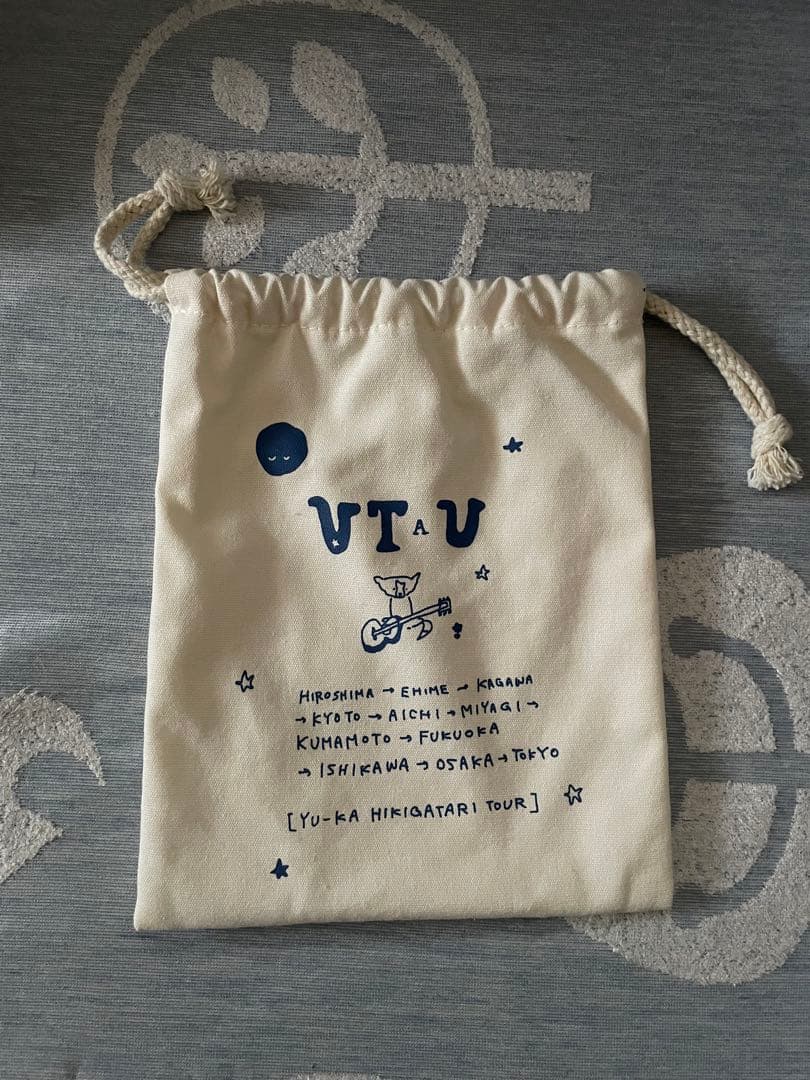 UTAU
HIROSHIMA → EHIME → KAGAWA
→ KYOTO → AICHI → MIYAGI →
KUMAMOTO → FUKUOKA
→ ISHIKAWA → OSAKA → TOKYO
[YU-KA HIKIGATARI TOUR]